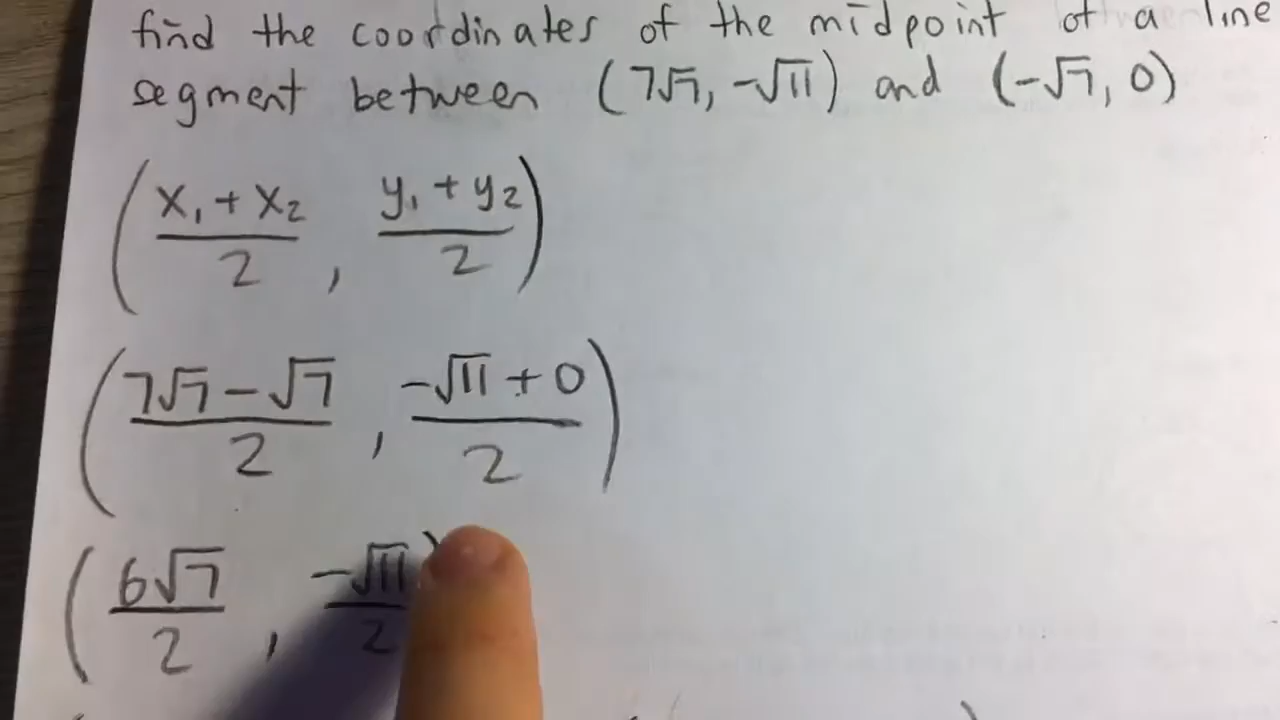 find the coordinates of the midpoint of a line
segment between (7√7, -√11) and (-√7, 0)
(x₁ + x₂ / 2, y₁ + y₂ / 2)
(7√7 - √7 / 2, -√11 + 0 / 2)
(6√7 / 2, -√11 / 2)